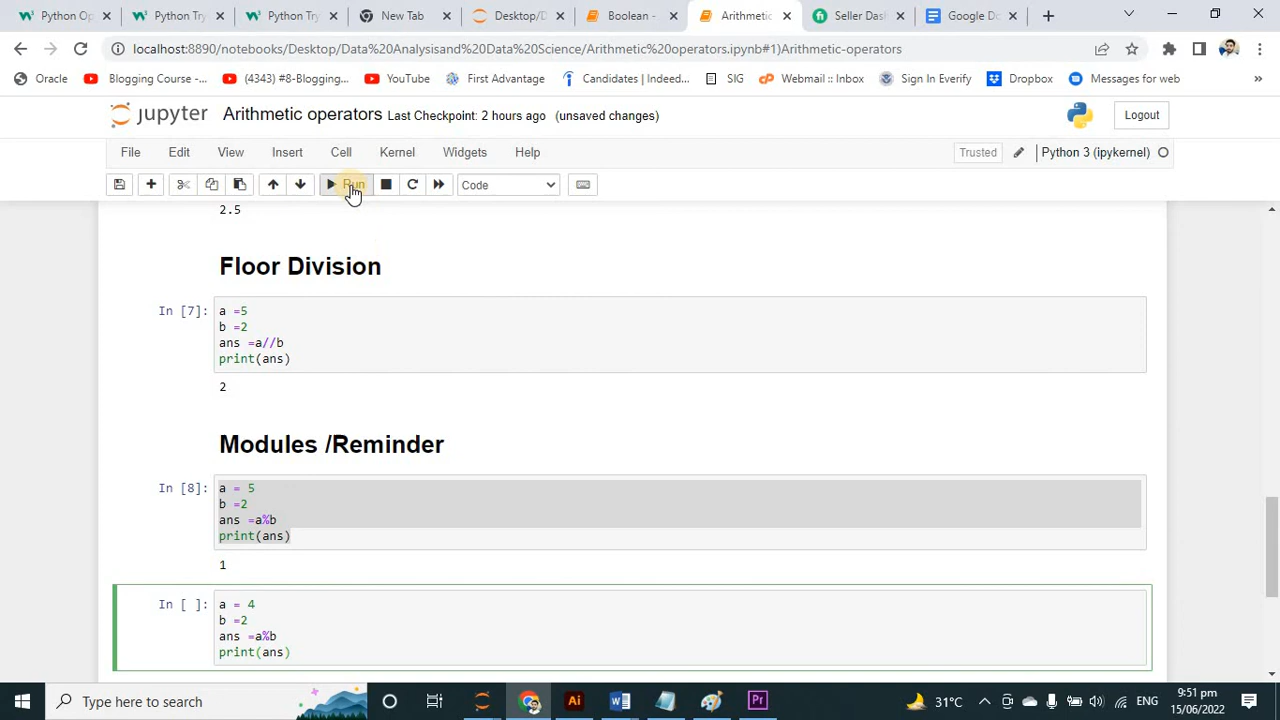 Python Op
Python Try
Python Try
New Tab
Desktop/D
Boolean -
Arithmetic
Seller Das
Google Do
localhost:8890/notebooks/Desktop/Data%20Analysisand%20Data%20Science/Arithmetic%20operators.ipynb#1)Arithmetic-operators
Oracle
Blogging Course -...
(4343) #8-Blogging...
YouTube
First Advantage
Candidates | Indeed...
SIG
Webmail :: Inbox
Sign In Everify
Dropbox
Messages for web
»
jupyter Arithmetic operators Last Checkpoint: 2 hours ago (unsaved changes)
Logout
File Edit View Insert Cell Kernel Widgets Help
Trusted
Python 3 (ipykernel)
Run
Code
2.5
Floor Division
In [7]:
a =5
b =2
ans =a//b
print(ans)
2
Modules /Reminder
In [8]:
a = 5
b =2
ans =a%b
print(ans)
1
In [ ]:
a = 4
b =2
ans =a%b
print(ans)
Type here to search
Ai
W
Pr
31°C
ENG
9:51 pm
15/06/2022